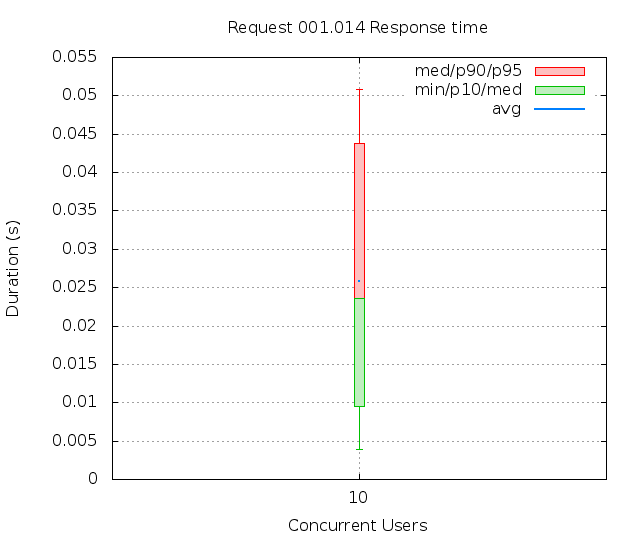 Request 001.014 Response time
0.055
0.05
0.045
0.04
0.035
0.03
0.025
0.02
0.015
0.01
0.005
0
med/p90/p95
min/p10/med
avg
Duration (s)
10
Concurrent Users